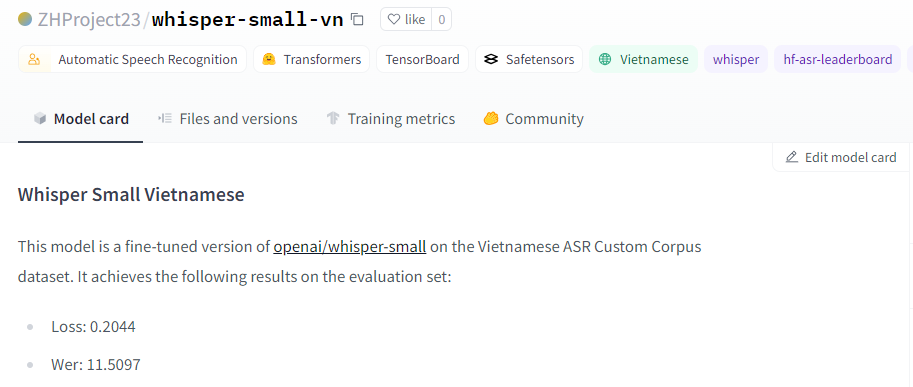 ZHProject23/whisper-small-vn like 0
Automatic Speech Recognition Transformers TensorBoard Safetensors Vietnamese whisper hf-asr-leaderboard
Model card Files and versions Training metrics Community
Edit model card
Whisper Small Vietnamese
This model is a fine-tuned version of openai/whisper-small on the Vietnamese ASR Custom Corpus
dataset. It achieves the following results on the evaluation set:
Loss: 0.2044
Wer: 11.5097